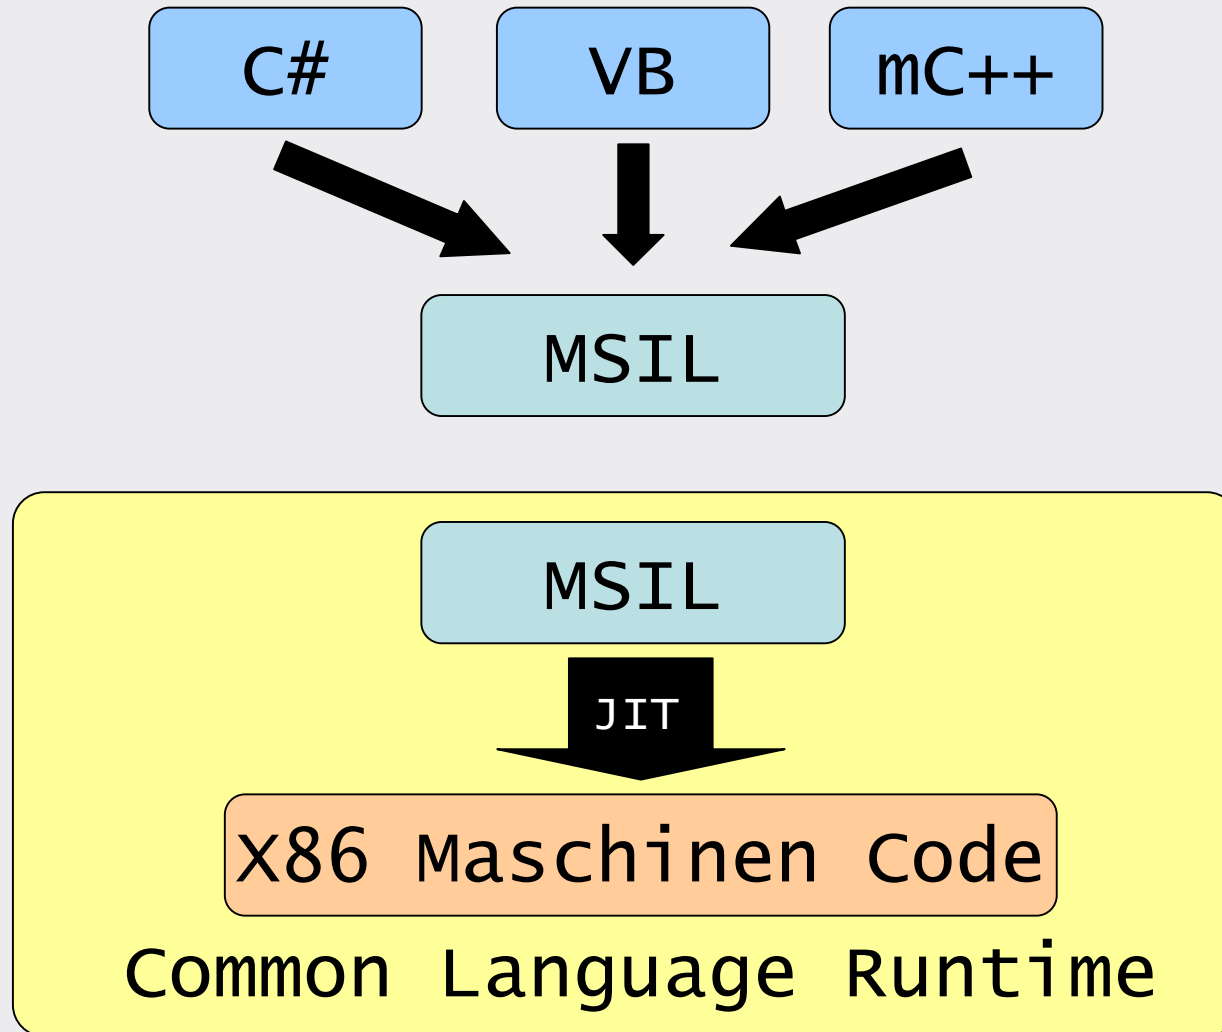 C# VB mC++
MSIL
MSIL
JIT
X86 Maschinen Code
Common Language Runtime